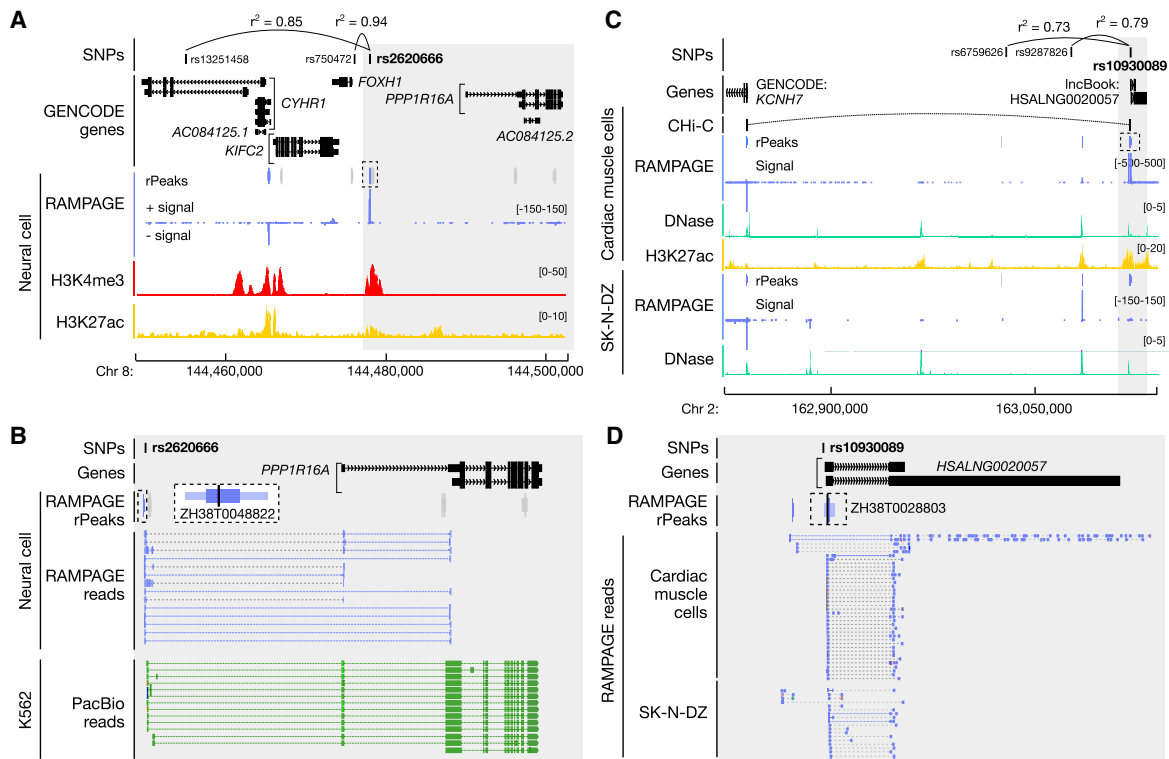 A
r² = 0.85
r² = 0.94
SNPs
rs13251458
rs750472
rs2620666
GENCODE
genes
FOXH1
CYHR1
PPP1R16A
AC084125.1
KIFC2
AC084125.2
Neural cell
RAMPAGE
rPeaks
+ signal
- signal
[-150-150]
H3K4me3
[0-50]
H3K27ac
[0-10]
Chr 8:
144,460,000
144,480,000
144,500,000
B
SNPs
rs2620666
Genes
PPP1R16A
RAMPAGE
rPeaks
ZH38T0048822
Neural cell
RAMPAGE
reads
K562
PacBio
reads
C
r² = 0.73
r² = 0.79
SNPs
rs6759626
rs9287826
rs10930089
Genes
GENCODE:
KCNH7
lncBook:
HSALNG0020057
Cardiac muscle cells
CHi-C
RAMPAGE
rPeaks
Signal
[-500-500]
DNase
[0-5]
H3K27ac
[0-20]
SK-N-DZ
RAMPAGE
rPeaks
Signal
[-150-150]
DNase
[0-5]
Chr 2:
162,900,000
163,050,000
D
SNPs
rs10930089
Genes
HSALNG0020057
RAMPAGE
rPeaks
ZH38T0028803
RAMPAGE reads
Cardiac
muscle
cells
SK-N-DZ